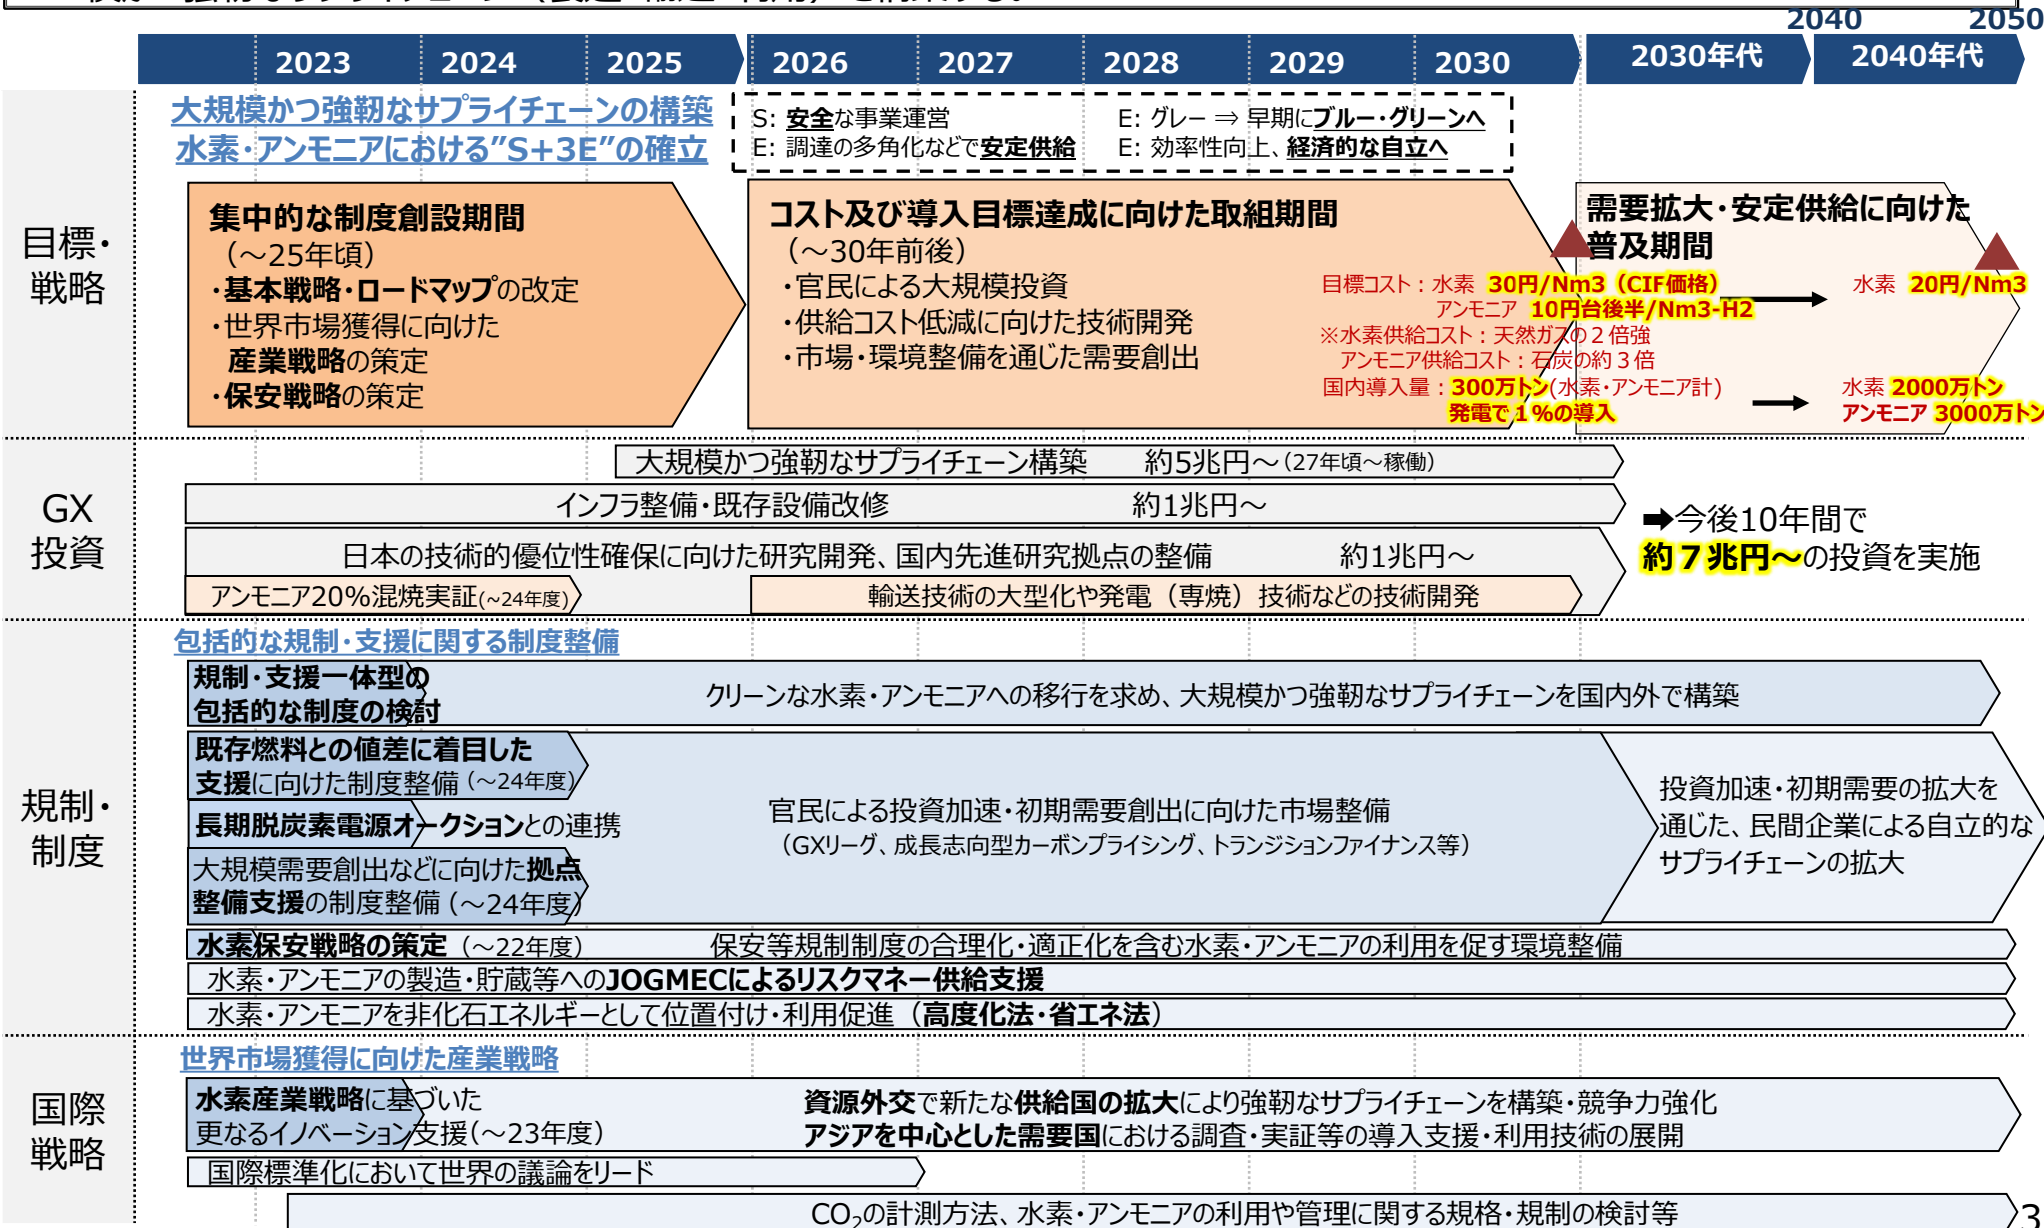 2040 2050
2023 2024 2025 2026 2027 2028 2029 2030 2030年代 2040年代
目標・
戦略
大規模かつ強靭なサプライチェーンの構築
水素・アンモニアにおける”S+3E”の確立
S: 安全な事業運営 E: グレー ⇒ 早期にブルー・グリーンへ
E: 調達の多角化などで安定供給 E: 効率性向上、経済的な自立へ
集中的な制度創設期間
（～25年頃）
・基本戦略・ロードマップの改定
・世界市場獲得に向けた
産業戦略の策定
・保安戦略の策定
コスト及び導入目標達成に向けた取組期間
（～30年前後）
・官民による大規模投資
・供給コスト低減に向けた技術開発
・市場・環境整備を通じた需要創出
需要拡大・安定供給に向けた
普及期間
目標コスト：水素 30円/Nm3（CIF価格）
アンモニア 10円台後半/Nm3-H2
※水素供給コスト：天然ガスの２倍強
アンモニア供給コスト：石炭の約３倍
国内導入量：300万トン(水素・アンモニア計)
発電で１％の導入
水素 20円/Nm3
水素 2000万トン
アンモニア 3000万トン
GX
投資
大規模かつ強靭なサプライチェーン構築 約5兆円～（27年頃～稼働）
インフラ整備・既存設備改修 約1兆円～
日本の技術的優位性確保に向けた研究開発、国内先進研究拠点の整備 約1兆円～
アンモニア20%混焼実証(~24年度)
輸送技術の大型化や発電（専焼）技術などの技術開発
➡今後10年間で
約７兆円～の投資を実施
規制・
制度
包括的な規制・支援に関する制度整備
規制・支援一体型の
包括的な制度の検討
クリーンな水素・アンモニアへの移行を求め、大規模かつ強靭なサプライチェーンを国内外で構築
既存燃料との値差に着目した
支援に向けた制度整備（～24年度）
長期脱炭素電源オークションとの連携
大規模需要創出などに向けた拠点
整備支援の制度整備（～24年度）
官民による投資加速・初期需要創出に向けた市場整備
（GXリーグ、成長志向型カーボンプライシング、トランジションファイナンス等）
投資加速・初期需要の拡大を
通じた、民間企業による自立的な
サプライチェーンの拡大
水素保安戦略の策定（～22年度） 保安等規制制度の合理化・適正化を含む水素・アンモニアの利用を促す環境整備
水素・アンモニアの製造・貯蔵等へのJOGMECによるリスクマネー供給支援
水素・アンモニアを非化石エネルギーとして位置付け・利用促進（高度化法・省エネ法）
国際
戦略
世界市場獲得に向けた産業戦略
水素産業戦略に基づいた
更なるイノベーション支援（～23年度）
資源外交で新たな供給国の拡大により強靭なサプライチェーンを構築・競争力強化
アジアを中心とした需要国における調査・実証等の導入支援・利用技術の展開
国際標準化において世界の議論をリード
CO₂の計測方法、水素・アンモニアの利用や管理に関する規格・規制の検討等
3